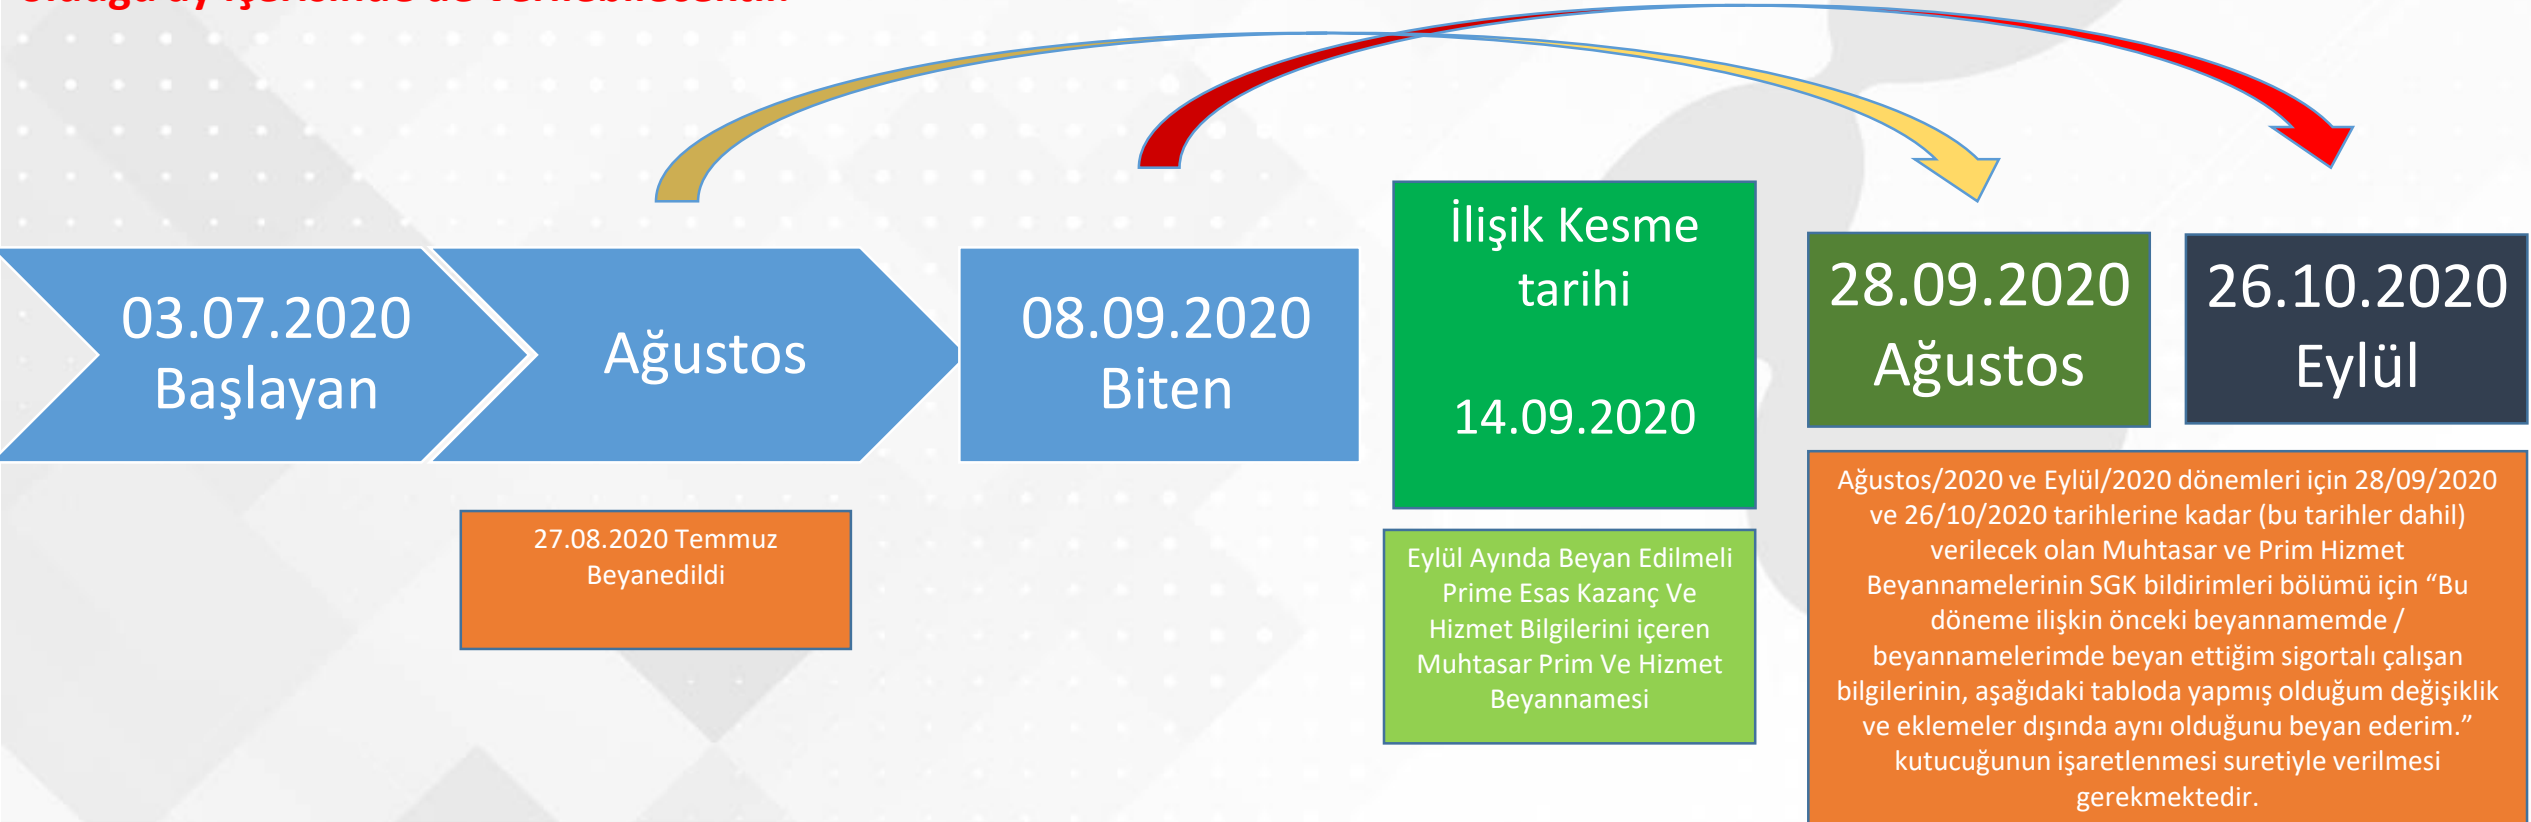 olduğu ay içerisinde de verilebilecektir.
03.07.2020
Başlayan
Ağustos
08.09.2020
Biten
İlişik Kesme
tarihi
14.09.2020
28.09.2020
Ağustos
26.10.2020
Eylül
27.08.2020 Temmuz
Beyanedildi
Eylül Ayında Beyan Edilmeli
Prime Esas Kazanç Ve
Hizmet Bilgilerini içeren
Muhtasar Prim Ve Hizmet
Beyannamesi
Ağustos/2020 ve Eylül/2020 dönemleri için 28/09/2020
ve 26/10/2020 tarihlerine kadar (bu tarihler dahil)
verilecek olan Muhtasar ve Prim Hizmet
Beyannamelerinin SGK bildirimleri bölümü için “Bu
döneme ilişkin önceki beyannamemde /
beyannamelerimde beyan ettiğim sigortalı çalışan
bilgilerinin, aşağıdaki tabloda yapmış olduğum değişiklik
ve eklemeler dışında aynı olduğunu beyan ederim.”
kutucuğunun işaretlenmesi suretiyle verilmesi
gerekmektedir.